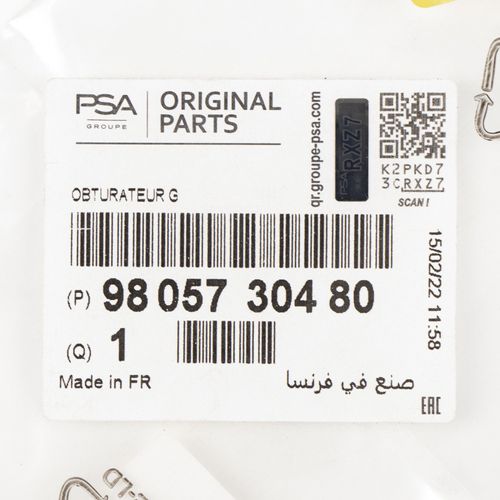 PSA
GROUPE
ORIGINAL
PARTS
qr.groupe-psa.com
PSA RXZ7
K2PKD7
3CRXZ7
SCAN!
OBTURATEUR G
15/02/22 11:58
(P) 98 057 304 80
(Q) 1
Made in FR
صنع في فرنسا
EAC